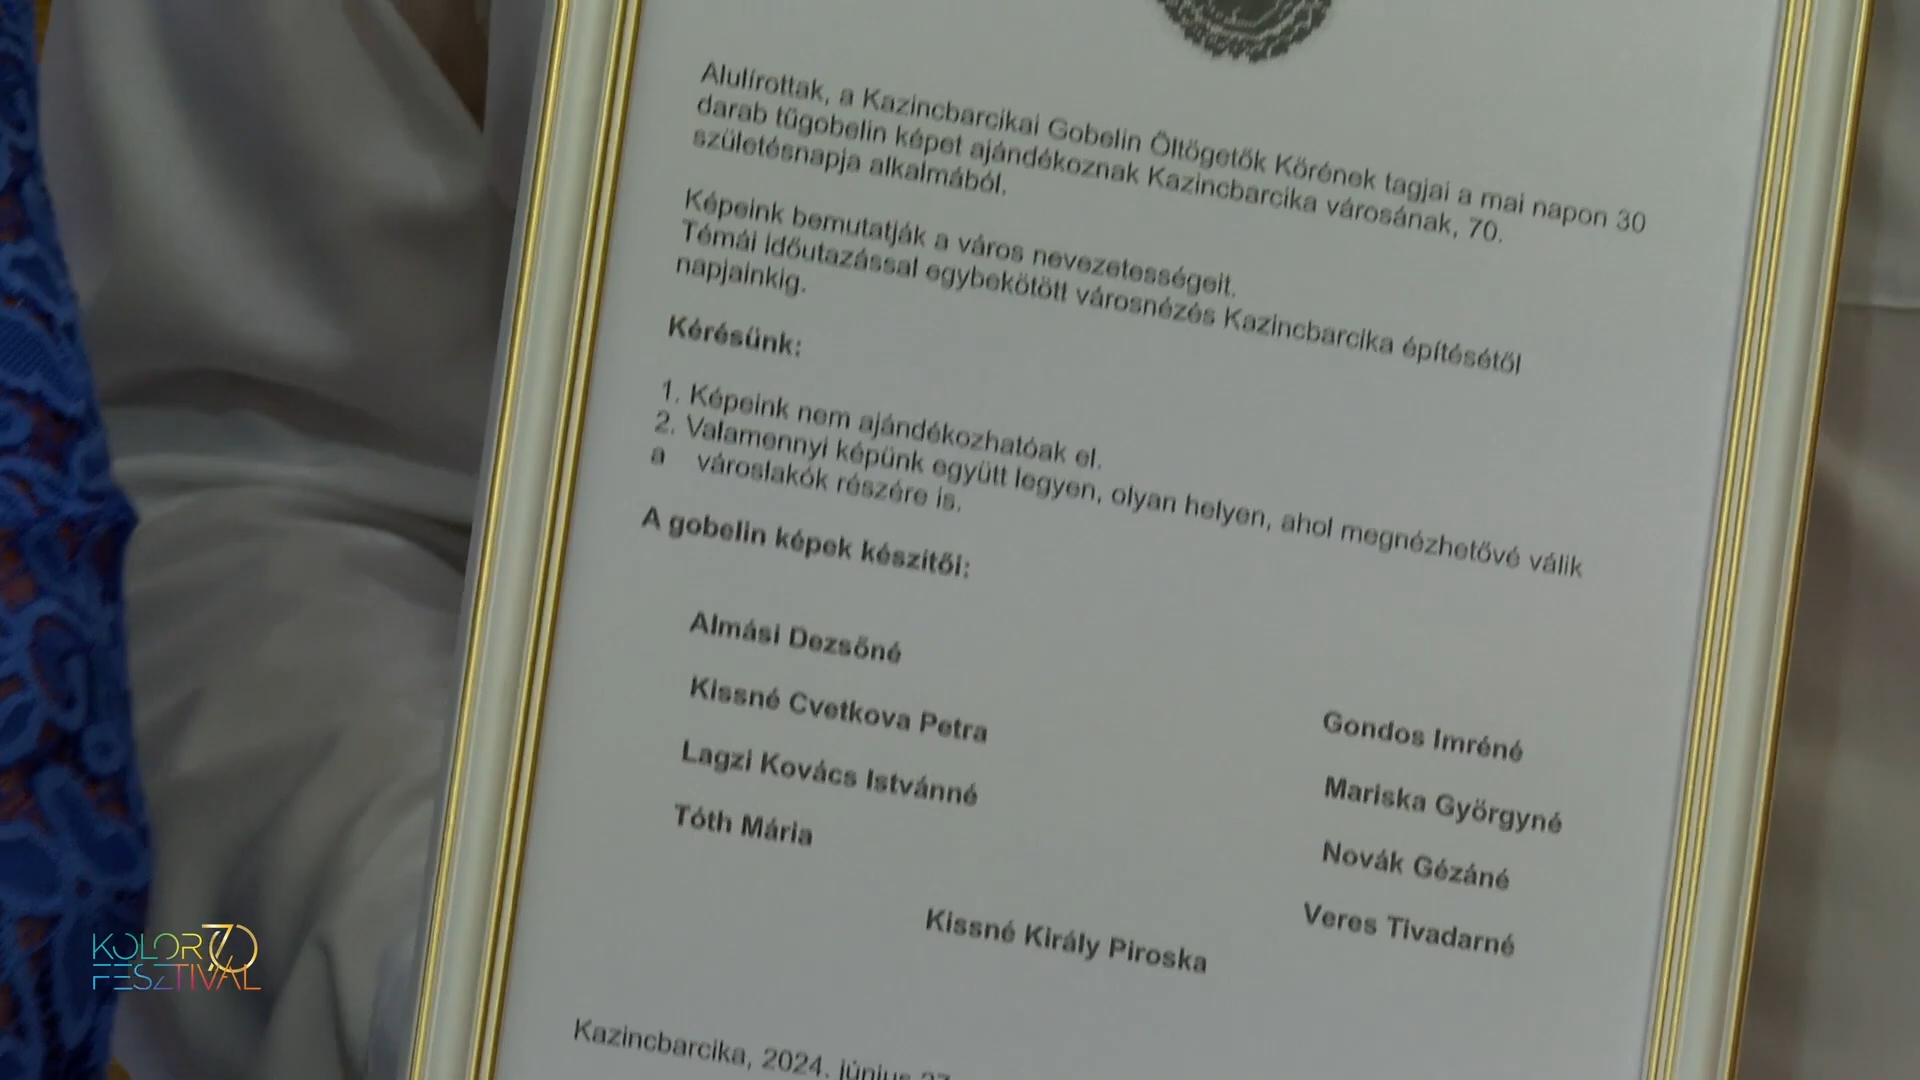 Alulírottak, a Kazincbarcikai Gobelin Öltögetők Körének tagjai a mai napon 30
darab tűgobelin képet ajándékoznak Kazincbarcika városának, 70.
születésnapja alkalmából.
Képeink bemutatják a város nevezetességeit.
Témái időutazással egybekötött városnézés Kazincbarcika építésétől
napjainkig.
Kérésünk:
1. Képeink nem ajándékozhatóak el.
2. Valamennyi képünk együtt legyen, olyan helyen, ahol megnézhetővé válik
a városlakók részére is.
A gobelin képek készítői:
Almási Dezsőné
Kissné Cvetkova Petra
Lagzi Kovács Istvánné
Tóth Mária
Gondos Imréné
Mariska Györgyné
Novák Gézáné
Veres Tivadarné
Kissné Király Piroska
Kazincbarcika, 2024. június
KOLOR 70
FESZTIVÁL